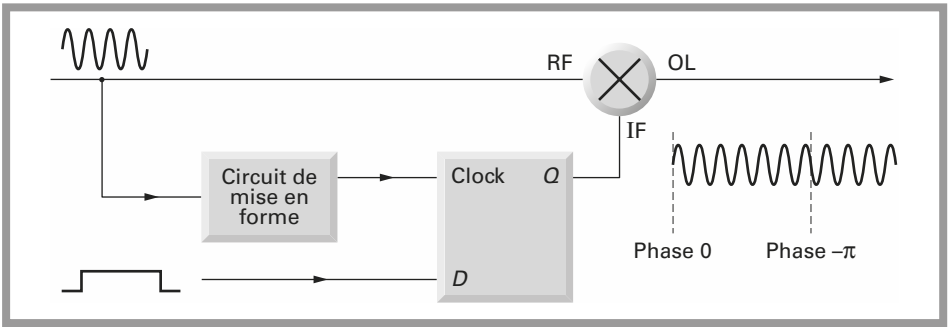 RF
OL
IF
Circuit de
mise en
forme
Clock
Q
D
Phase 0
Phase –π